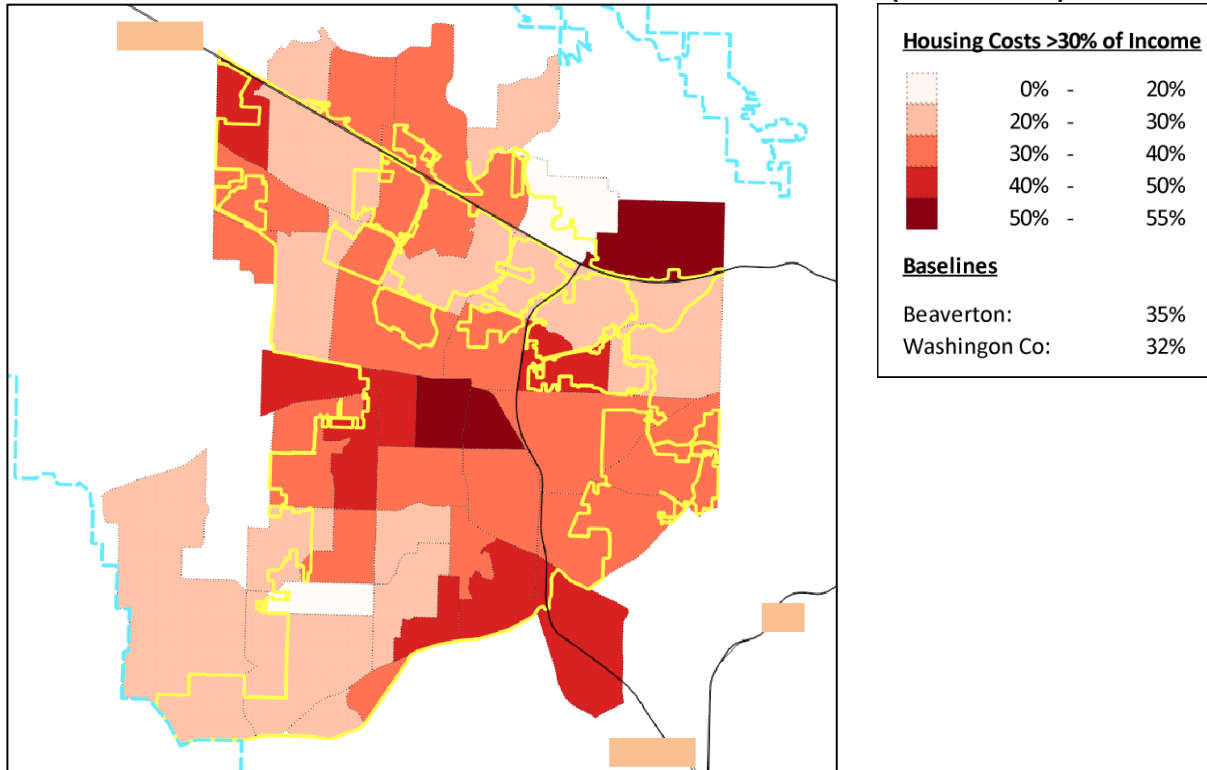 Housing Costs >30% of Income
0% - 20%
20% - 30%
30% - 40%
40% - 50%
50% - 55%
Baselines
Beaverton: 35%
Washingon Co: 32%